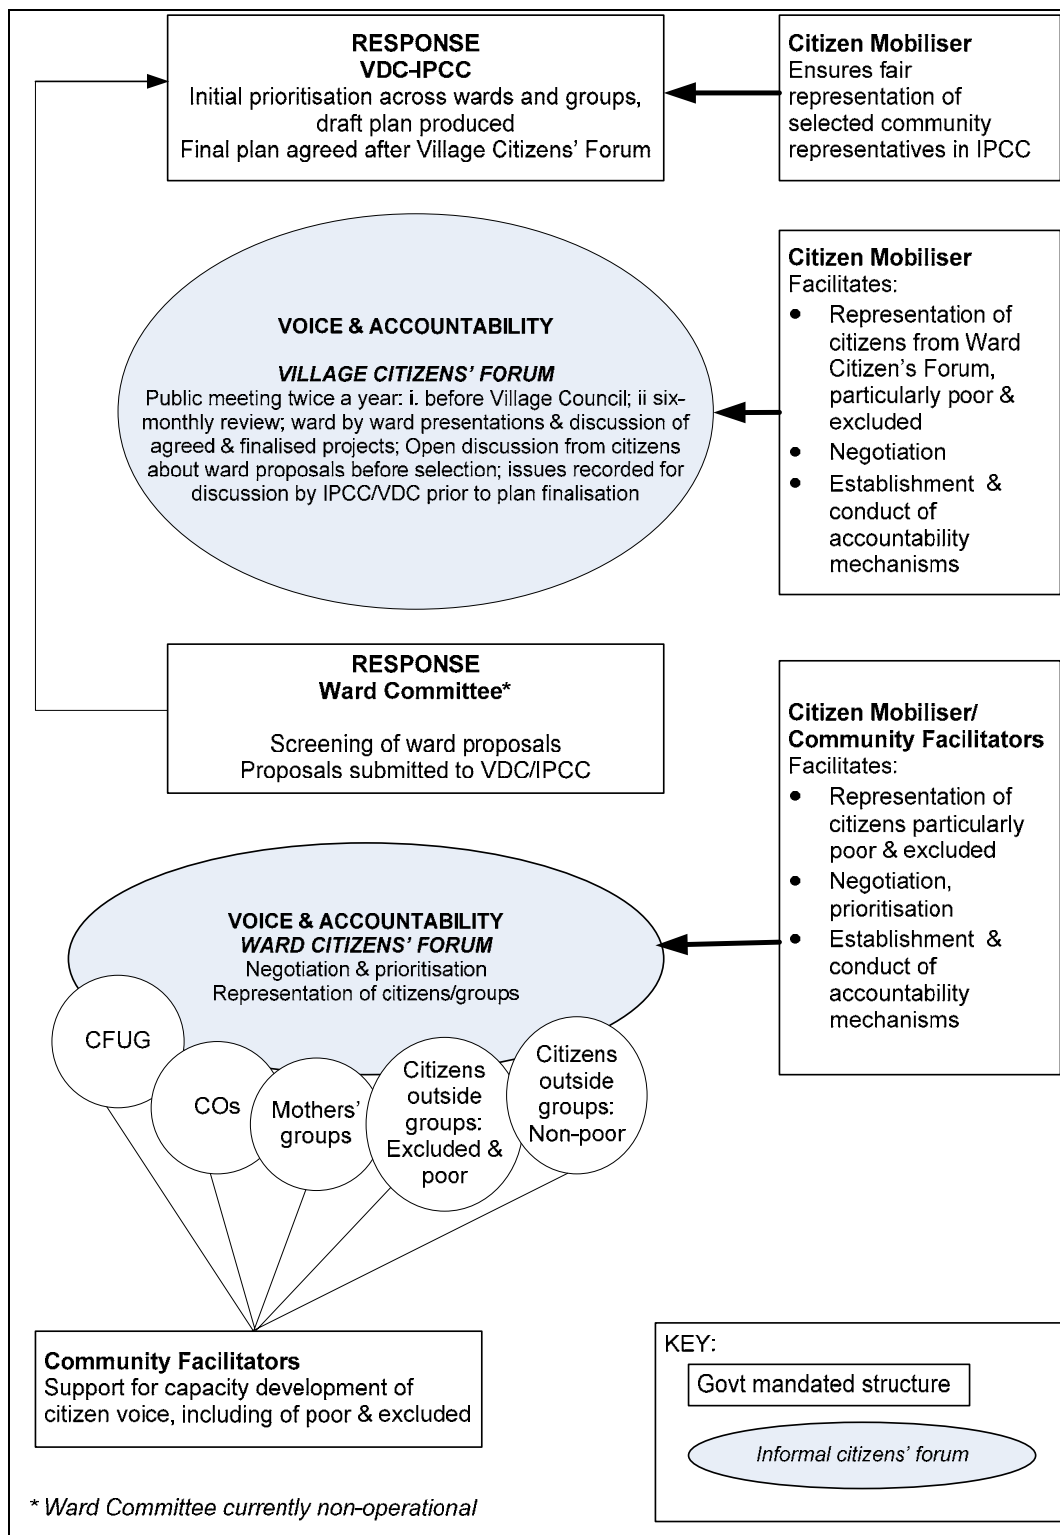 RESPONSE
VDC-IPCC
Initial prioritisation across wards and groups,
draft plan produced
Final plan agreed after Village Citizens' Forum
Citizen Mobiliser
Ensures fair
representation of
selected community
representatives in IPCC
VOICE & ACCOUNTABILITY
VILLAGE CITIZENS' FORUM
Public meeting twice a year: i. before Village Council; ii six-
monthly review; ward by ward presentations & discussion of
agreed & finalised projects; Open discussion from citizens
about ward proposals before selection; issues recorded for
discussion by IPCC/VDC prior to plan finalisation
Citizen Mobiliser
Facilitates:
• Representation of
citizens from Ward
Citizen's Forum,
particularly poor &
excluded
• Negotiation
• Establishment &
conduct of
accountability
mechanisms
RESPONSE
Ward Committee*
Screening of ward proposals
Proposals submitted to VDC/IPCC
Citizen Mobiliser/
Community Facilitators
Facilitates:
• Representation of
citizens particularly
poor & excluded
• Negotiation,
prioritisation
• Establishment &
conduct of
accountability
mechanisms
VOICE & ACCOUNTABILITY
WARD CITIZENS' FORUM
Negotiation & prioritisation
Representation of citizens/groups
CFUG
COs
Mothers'
groups
Citizens
outside
groups:
Excluded &
poor
Citizens
outside
groups:
Non-poor
Community Facilitators
Support for capacity development of
citizen voice, including of poor & excluded
KEY:
Govt mandated structure
Informal citizens' forum
* Ward Committee currently non-operational